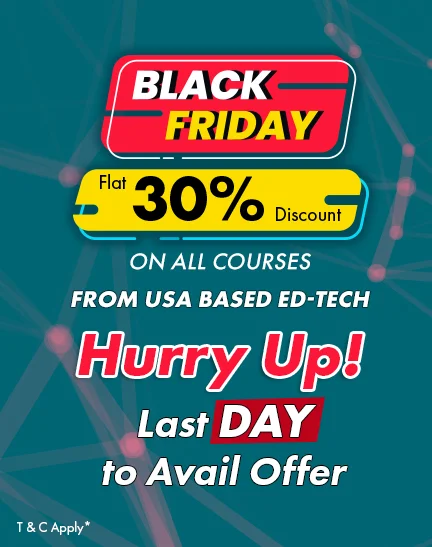 BLACK
FRIDAY
Flat 30% Discount
ON ALL COURSES
FROM USA BASED ED-TECH
Hurry Up!
Last DAY
to Avail Offer
T & C Apply*